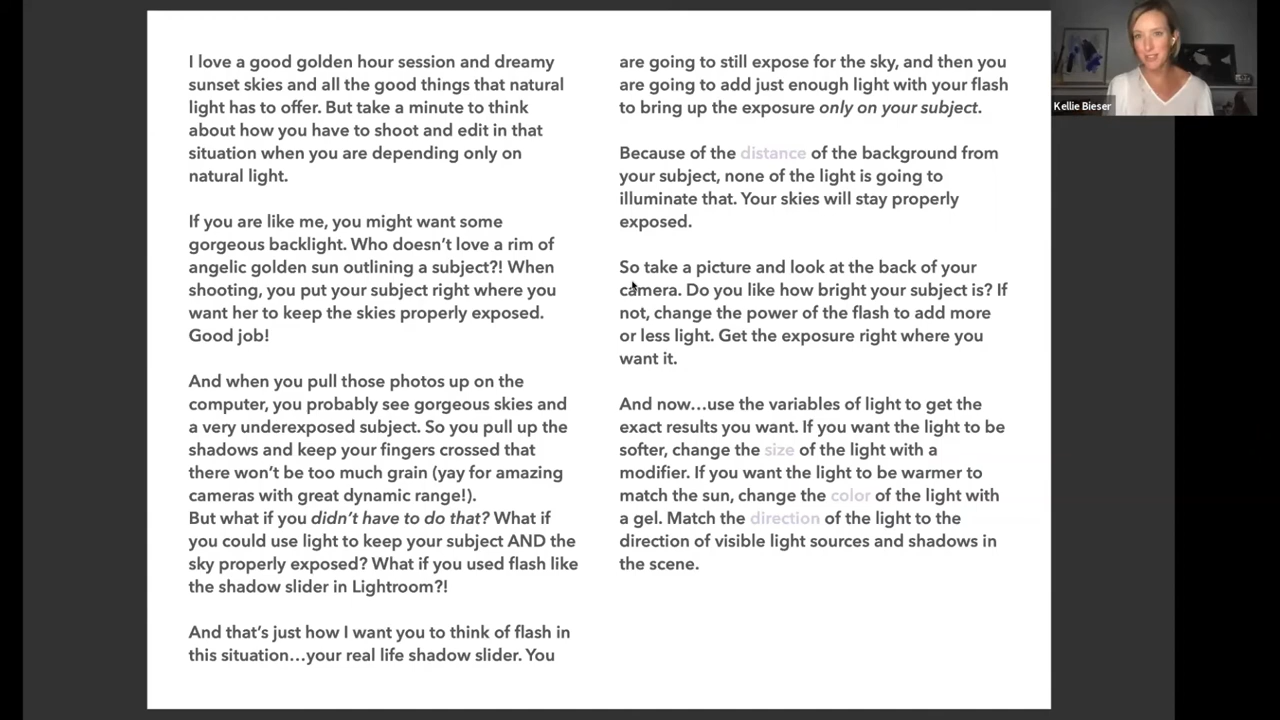 I love a good golden hour session and dreamy
sunset skies and all the good things that natural
light has to offer. But take a minute to think
about how you have to shoot and edit in that
situation when you are depending only on
natural light.
If you are like me, you might want some
gorgeous backlight. Who doesn’t love a rim of
angelic golden sun outlining a subject?! When
shooting, you put your subject right where you
want her to keep the skies properly exposed.
Good job!
And when you pull those photos up on the
computer, you probably see gorgeous skies and
a very underexposed subject. So you pull up the
shadows and keep your fingers crossed that
there won’t be too much grain (yay for amazing
cameras with great dynamic range!).
But what if you didn’t have to do that? What if
you could use light to keep your subject AND the
sky properly exposed? What if you used flash like
the shadow slider in Lightroom?!
And that’s just how I want you to think of flash in
this situation…your real life shadow slider. You
are going to still expose for the sky, and then you
are going to add just enough light with your flash
to bring up the exposure only on your subject.
Because of the distance of the background from
your subject, none of the light is going to
illuminate that. Your skies will stay properly
exposed.
So take a picture and look at the back of your
camera. Do you like how bright your subject is? If
not, change the power of the flash to add more
or less light. Get the exposure right where you
want it.
And now…use the variables of light to get the
exact results you want. If you want the light to be
softer, change the size of the light with a
modifier. If you want the light to be warmer to
match the sun, change the color of the light with
a gel. Match the direction of the light to the
direction of visible light sources and shadows in
the scene.
Kellie Bieser